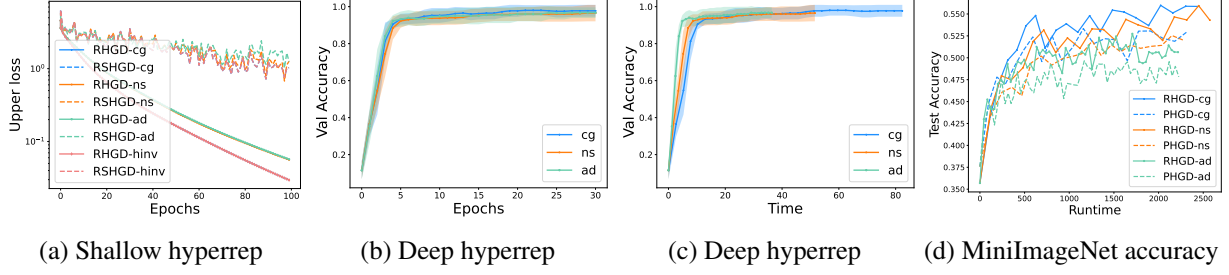 Upper loss
10⁰
10⁻¹
RHGD-cg
RSHGD-cg
RHGD-ns
RSHGD-ns
RHGD-ad
RSHGD-ad
RHGD-hinv
RSHGD-hinv
0 20 40 60 80 100
Epochs
(a) Shallow hyperrep
Val Accuracy
1.0
0.8
0.6
0.4
0.2
cg
ns
ad
0 5 10 15 20 25 30
Epochs
(b) Deep hyperrep
Val Accuracy
1.0
0.8
0.6
0.4
0.2
cg
ns
ad
0 20 40 60 80
Time
(c) Deep hyperrep
Test Accuracy
0.550
0.525
0.500
0.475
0.450
0.425
0.400
0.375
0.350
RHGD-cg
PHGD-cg
RHGD-ns
PHGD-ns
RHGD-ad
PHGD-ad
0 500 1000 1500 2000 2500
Runtime
(d) MiniImageNet accuracy